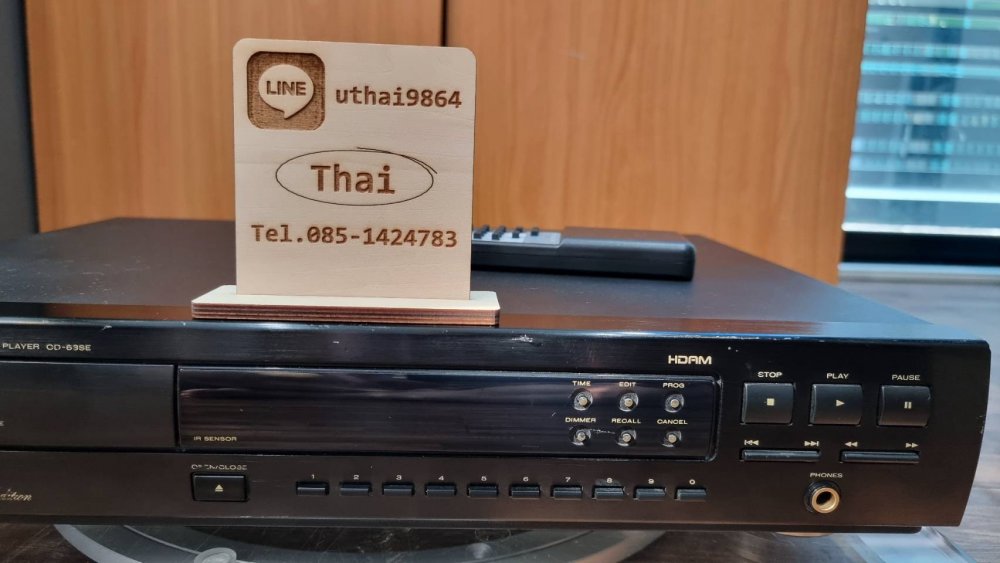 LINE
uthai9864
Thai
Tel.085-1424783
PLAYER CD-63SE
HDAM
TIME EDIT PROG
DIMMER RECALL CANCEL
IR SENSOR
STOP PLAY PAUSE
OPEN/CLOSE
1 2 3 4 5 6 7 8 9 0
PHONES